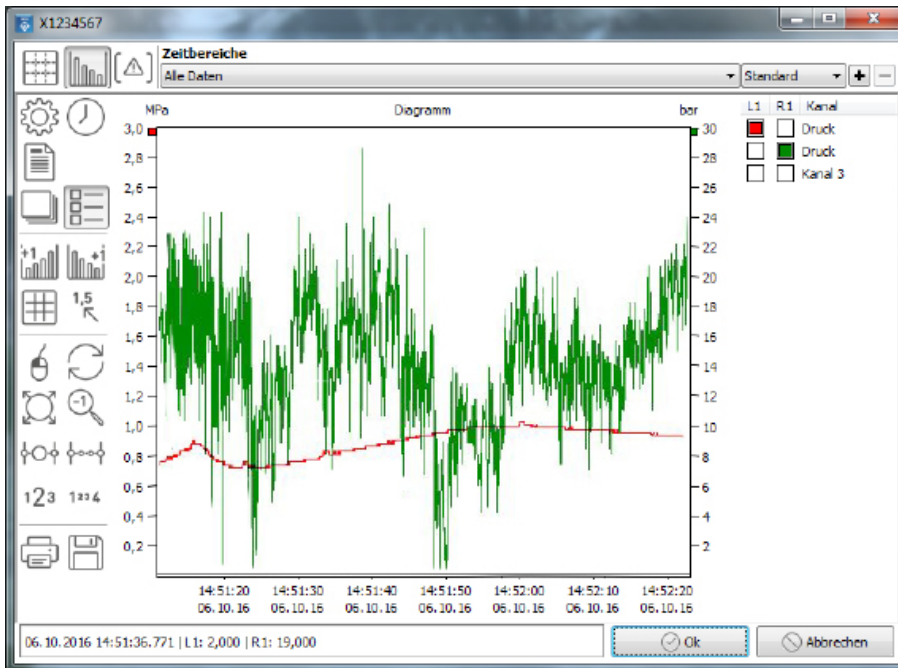 X1234567
Zeitbereiche
Alle Daten
Standard
MPa
Diagramm
bar
L1 R1 Kanal
Druck
Druck
Kanal 3
3,0
2,8
2,6
2,4
2,2
2,0
1,8
1,6
1,4
1,2
1,0
0,8
0,6
0,4
0,2
30
28
26
24
22
20
18
16
14
12
10
8
6
4
2
+1
+1
1,5
-1
123
1234
14:51:20 14:51:30 14:51:40 14:51:50 14:52:00 14:52:10 14:52:20
06.10.16 06.10.16 06.10.16 06.10.16 06.10.16 06.10.16 06.10.16
06.10.2016 14:51:36.771 | L1: 2,000 | R1: 19,000
Ok
Abbrechen